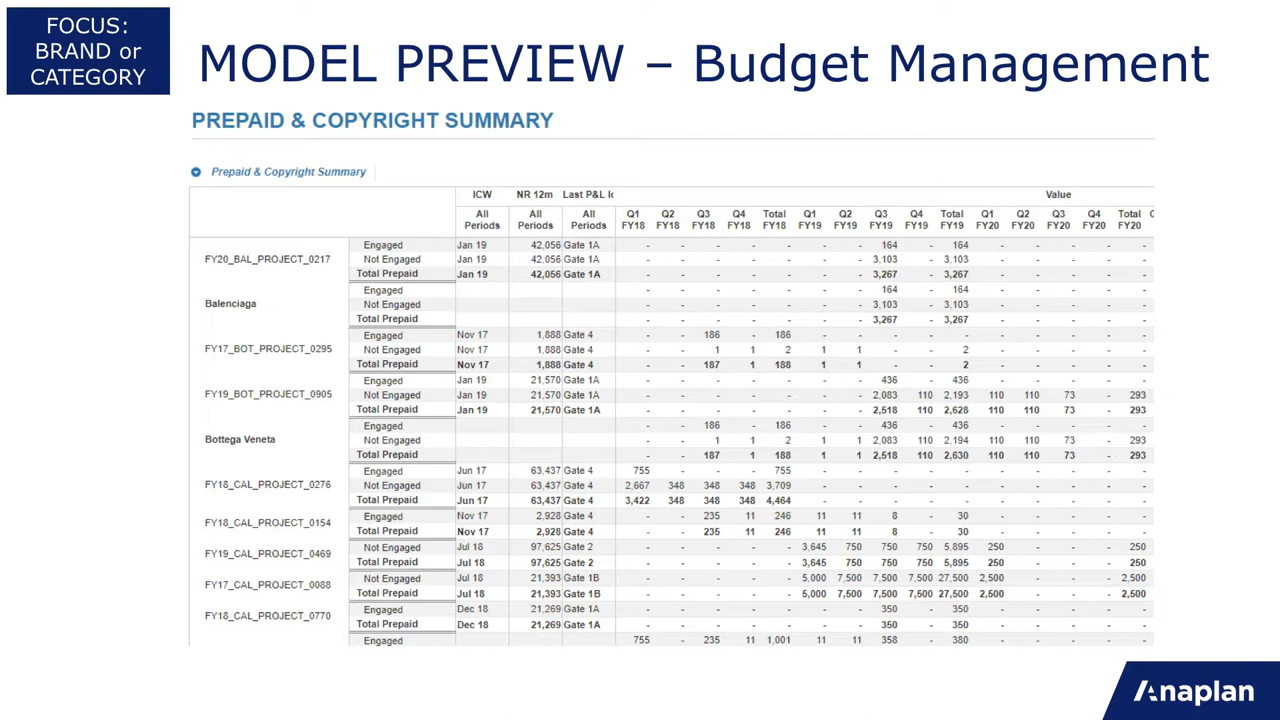 FOCUS:
BRAND or
CATEGORY
MODEL PREVIEW – Budget Management
PREPAID & COPYRIGHT SUMMARY
Prepaid & Copyright Summary
ICW NR 12m Last P&L Value
All Periods All Periods All Periods Q1 FY18 Q2 FY18 Q3 FY18 Q4 FY18 Total FY18 Q1 FY19 Q2 FY19 Q3 FY19 Q4 FY19 Total FY19 Q1 FY20 Q2 FY20 Q3 FY20 Q4 FY20 Total FY20
Engaged Jan 19 42,056 Gate 1A - - - - - - - 164 - 164 - - - - -
FY20_BAL_PROJECT_0217 Not Engaged Jan 19 42,056 Gate 1A - - - - - - - 3,103 - 3,103 - - - - -
Total Prepaid Jan 19 42,056 Gate 1A - - - - - - - 3,267 - 3,267 - - - - -
Engaged - - - - - - - 164 - 164 - - - - -
Balenciaga Not Engaged - - - - - - - 3,103 - 3,103 - - - - -
Total Prepaid - - - - - - - 3,267 - 3,267 - - - - -
Engaged Nov 17 1,888 Gate 4 - - 186 - 186 - - - - - - - - - -
FY17_BOT_PROJECT_0295 Not Engaged Nov 17 1,888 Gate 4 - - 1 1 2 1 1 - - 2 - - - - -
Total Prepaid Nov 17 1,888 Gate 4 - - 187 1 188 1 1 - - 2 - - - - -
Engaged Jan 19 21,570 Gate 1A - - - - - - - 436 - 436 - - - - -
FY19_BOT_PROJECT_0905 Not Engaged Jan 19 21,570 Gate 1A - - - - - - - 2,083 110 2,193 110 110 73 - 293
Total Prepaid Jan 19 21,570 Gate 1A - - - - - - - 2,518 110 2,628 110 110 73 - 293
Engaged - - 186 - 186 - - 436 - 436 - - - - -
Bottega Veneta Not Engaged - - 1 1 2 1 1 2,083 110 2,194 110 110 73 - 293
Total Prepaid - - 187 1 188 1 1 2,518 110 2,630 110 110 73 - 293
Engaged Jun 17 63,437 Gate 4 755 - - - 755 - - - - - - - - - -
FY18_CAL_PROJECT_0276 Not Engaged Jun 17 63,437 Gate 4 2,667 348 348 348 3,709 - - - - - - - - - -
Total Prepaid Jun 17 63,437 Gate 4 3,422 348 348 348 4,464 - - - - - - - - - -
FY18_CAL_PROJECT_0154 Engaged Nov 17 2,928 Gate 4 - - 235 11 246 11 11 8 - 30 - - - - -
Total Prepaid Nov 17 2,928 Gate 4 - - 235 11 246 11 11 8 - 30 - - - - -
FY19_CAL_PROJECT_0469 Not Engaged Jul 18 97,625 Gate 2 - - - - - 3,645 750 750 750 5,895 250 - - - 250
Total Prepaid Jul 18 97,625 Gate 2 - - - - - 3,645 750 750 750 5,895 250 - - - 250
FY17_CAL_PROJECT_0088 Not Engaged Jul 18 21,393 Gate 1B - - - - - 5,000 7,500 7,500 7,500 27,500 2,500 - - - 2,500
Total Prepaid Jul 18 21,393 Gate 1B - - - - - 5,000 7,500 7,500 7,500 27,500 2,500 - - - 2,500
FY18_CAL_PROJECT_0770 Engaged Dec 18 21,269 Gate 1A - - - - - - - 350 - 350 - - - - -
Total Prepaid Dec 18 21,269 Gate 1A - - - - - - - 350 - 350 - - - - -
Engaged 755 - 235 11 1,001 11 11 358 - 380 - - - - -
Anaplan